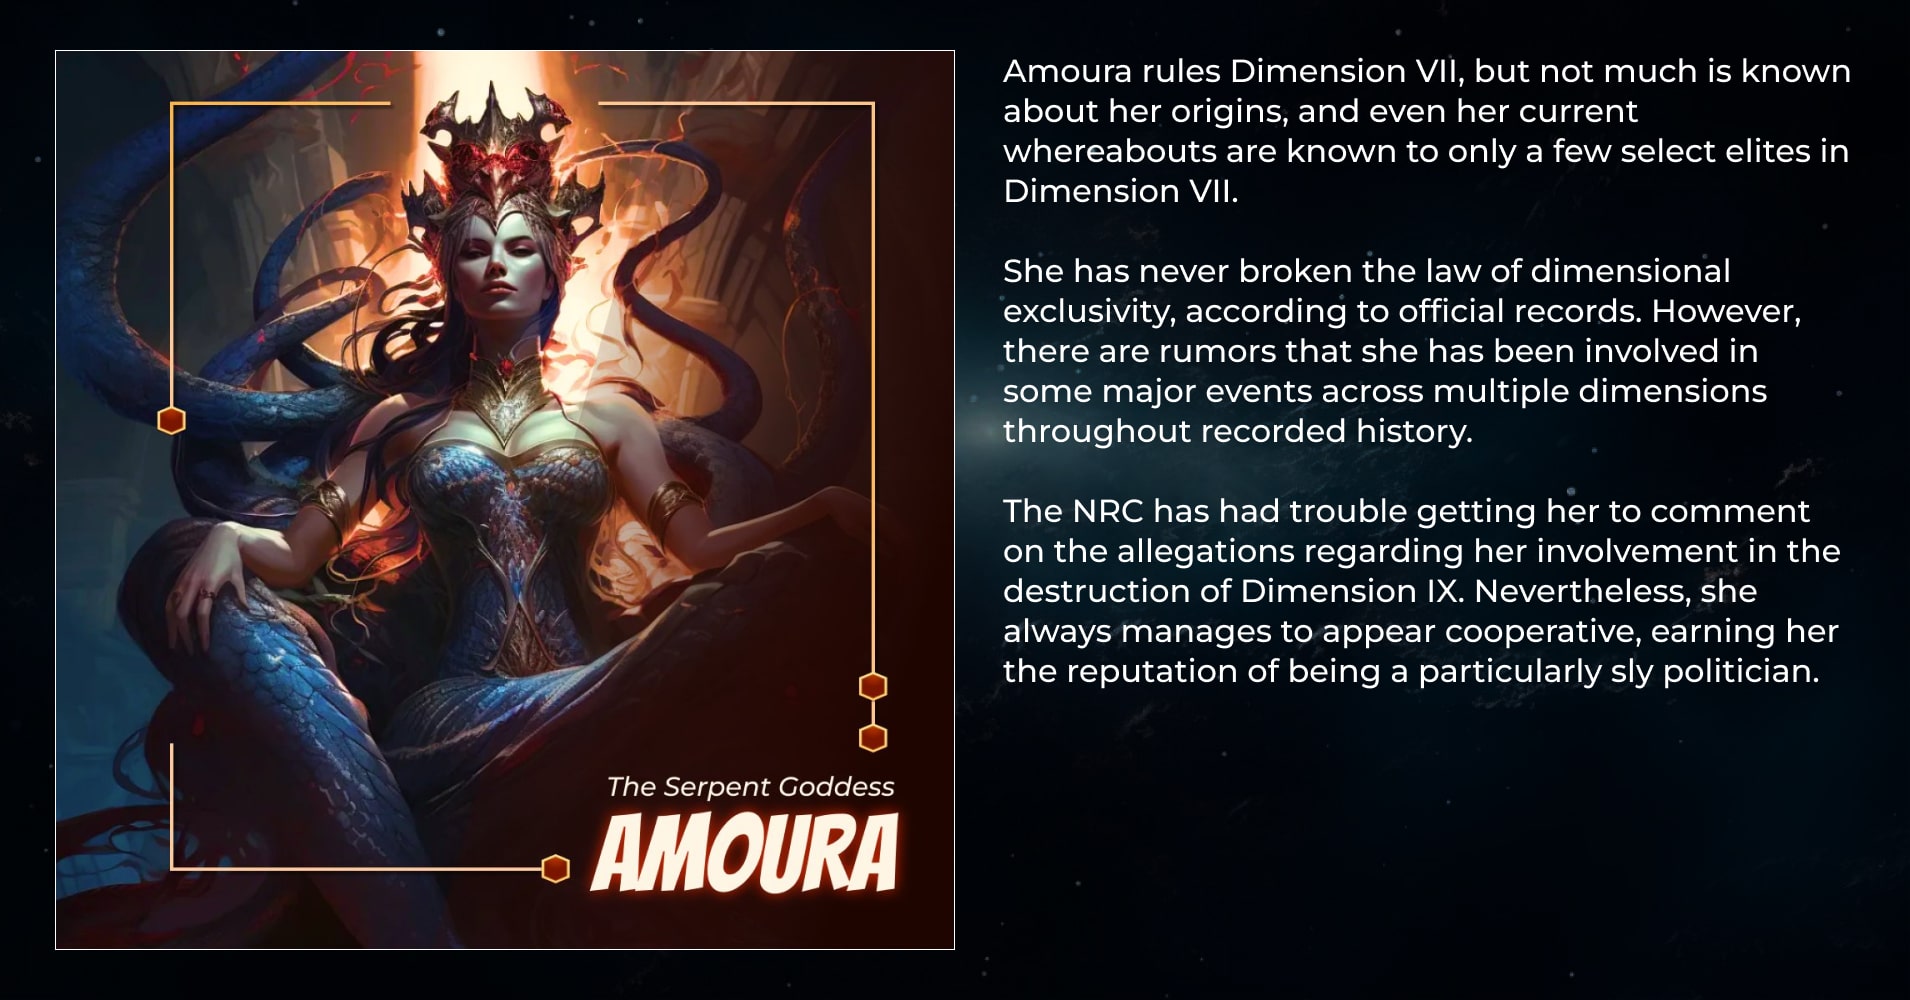 The Serpent Goddess
AMOURA
Amoura rules Dimension VII, but not much is known
about her origins, and even her current
whereabouts are known to only a few select elites in
Dimension VII.
She has never broken the law of dimensional
exclusivity, according to official records. However,
there are rumors that she has been involved in
some major events across multiple dimensions
throughout recorded history.
The NRC has had trouble getting her to comment
on the allegations regarding her involvement in the
destruction of Dimension IX. Nevertheless, she
always manages to appear cooperative, earning her
the reputation of being a particularly sly politician.